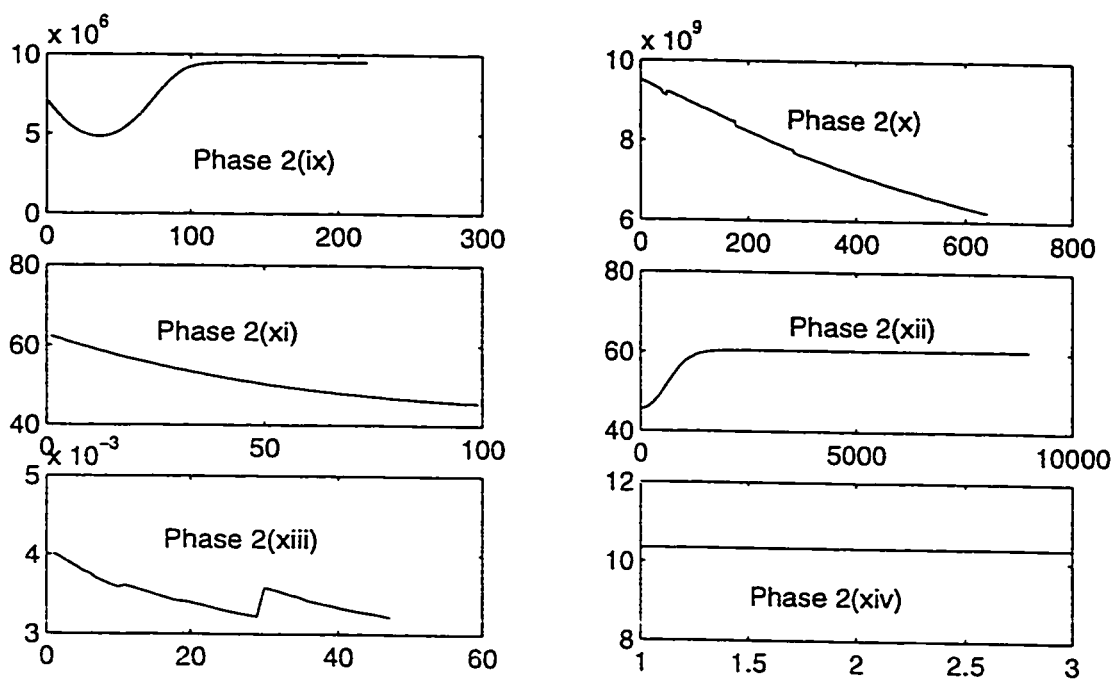 x 10^6
10
5
0
Phase 2(ix)
0 100 200 300
x 10^9
10
8
6
Phase 2(x)
0 200 400 600 800
80
60
40
Phase 2(xi)
0 50 100
80
60
40
Phase 2(xii)
0 5000 10000
x 10^-3
5
4
3
Phase 2(xiii)
0 20 40 60
12
10
8
Phase 2(xiv)
1 1.5 2 2.5 3